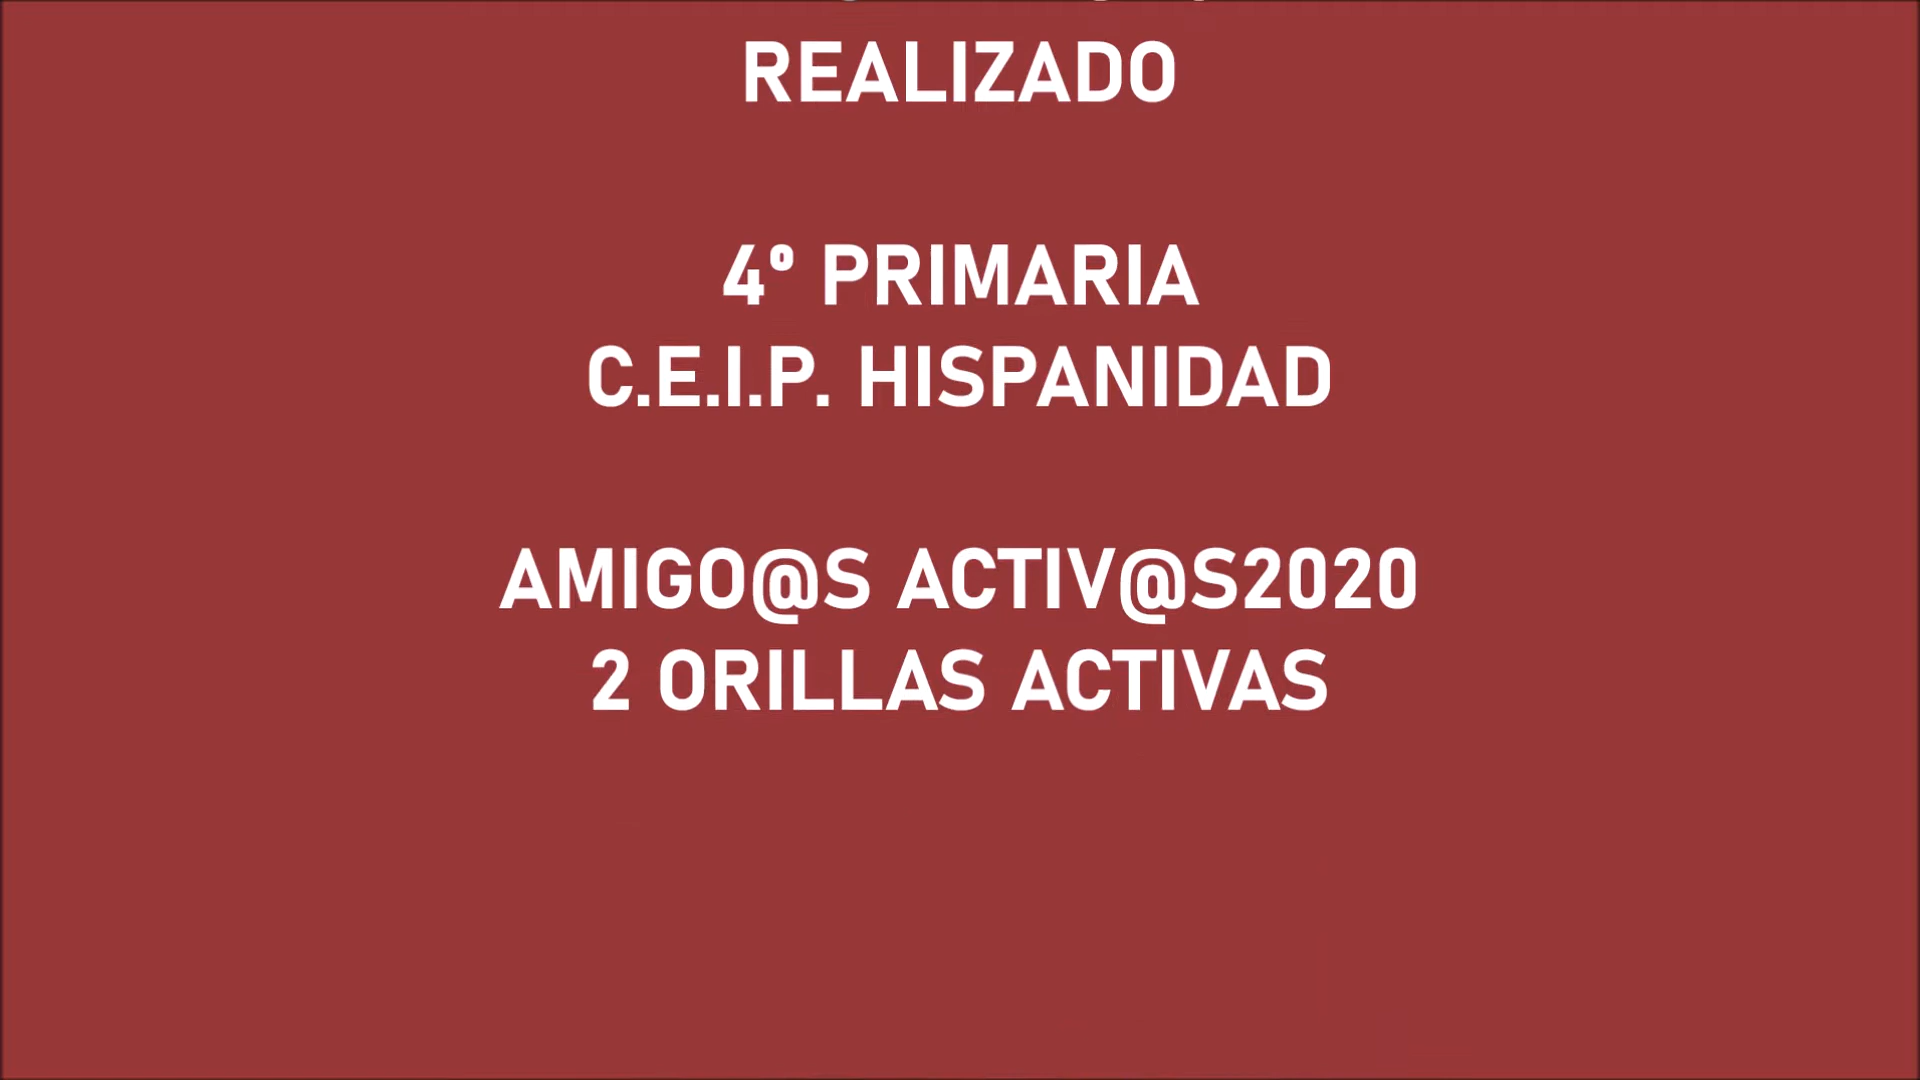 REALIZADO
4º PRIMARIA
C.E.I.P. HISPANIDAD
AMIGO@S ACTIV@S2020
2 ORILLAS ACTIVAS